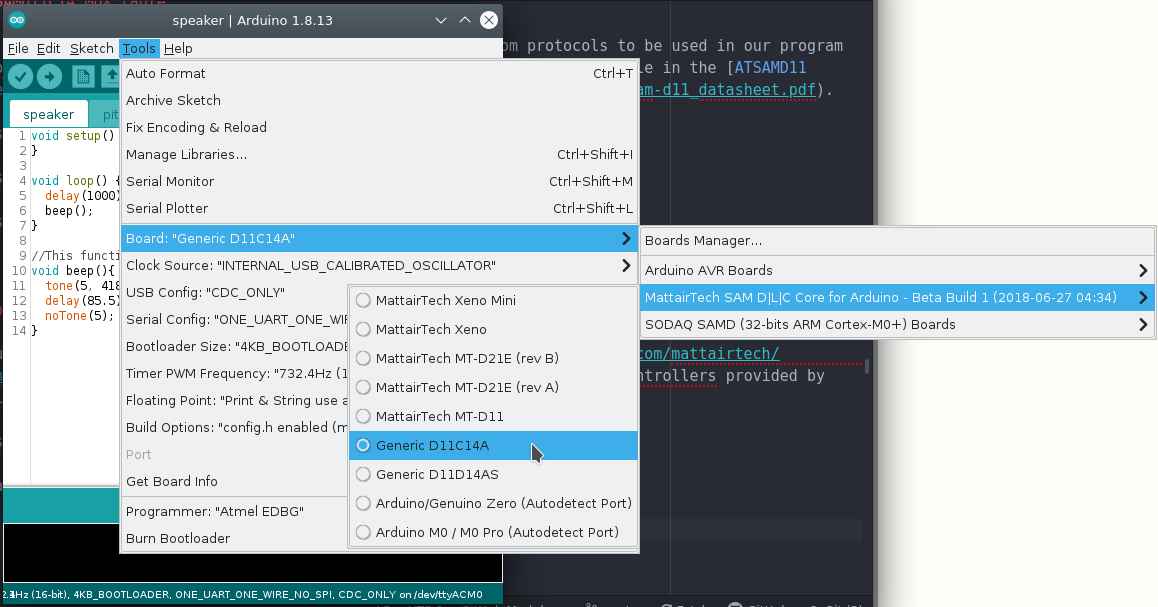 speaker | Arduino 1.8.13
File Edit Sketch Tools Help
om protocols to be used in our program
le in the [ATSAMD11
am-d11_datasheet.pdf).
speaker
pit
Auto Format Ctrl+T
Archive Sketch
Fix Encoding & Reload
Manage Libraries... Ctrl+Shift+I
Serial Monitor Ctrl+Shift+M
Serial Plotter Ctrl+Shift+L
Board: "Generic D11C14A"
Clock Source: "INTERNAL_USB_CALIBRATED_OSCILLATOR"
USB Config: "CDC_ONLY"
Serial Config: "ONE_UART_ONE_WIR
Bootloader Size: "4KB_BOOTLOADE
Timer PWM Frequency: "732.4Hz (1
Floating Point: "Print & String use a
Build Options: "config.h enabled (m
Port
Get Board Info
Programmer: "Atmel EDBG"
Burn Bootloader
1 void setup()
2 }
3
4 void loop() {
5 delay(1000)
6 beep();
7 }
8
9 //This functi
10 void beep(){
11 tone(5, 418
12 delay(85.5)
13 noTone(5);
14 }
Boards Manager...
Arduino AVR Boards
MattairTech SAM D|L|C Core for Arduino - Beta Build 1 (2018-06-27 04:34)
SODAQ SAMD (32-bits ARM Cortex-M0+) Boards
MattairTech Xeno Mini
MattairTech Xeno
MattairTech MT-D21E (rev B)
MattairTech MT-D21E (rev A)
MattairTech MT-D11
Generic D11C14A
Generic D11D14AS
Arduino/Genuino Zero (Autodetect Port)
Arduino M0 / M0 Pro (Autodetect Port)
com/mattairtech/
ntrollers provided by
Hz (16-bit), 4KB_BOOTLOADER, ONE_UART_ONE_WIRE_NO_SPI, CDC_ONLY on /dev/ttyACM0